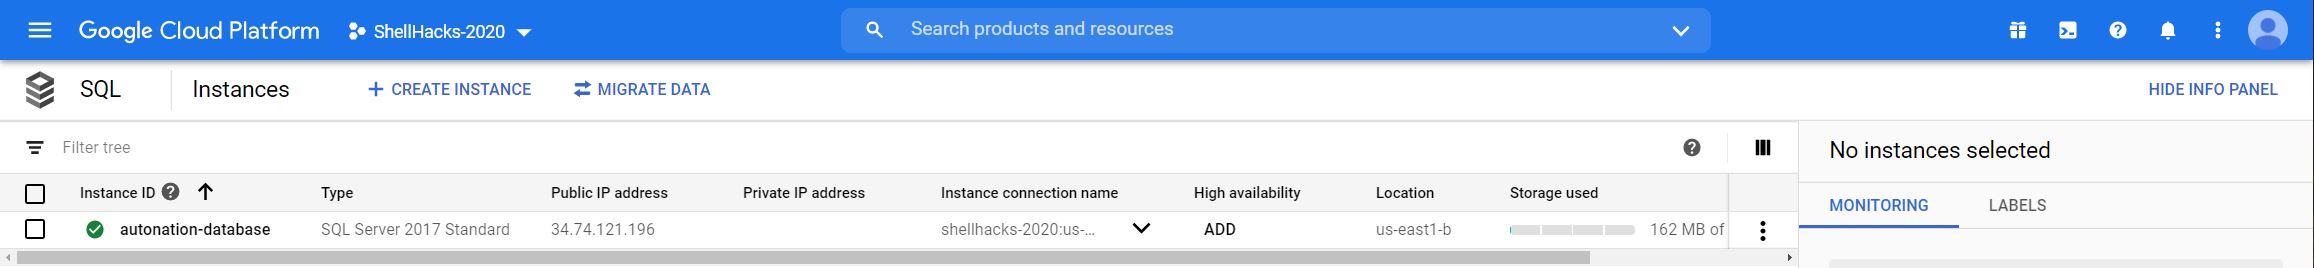 Google Cloud Platform ShellHacks-2020 Search products and resources
SQL Instances + CREATE INSTANCE MIGRATE DATA HIDE INFO PANEL
Filter tree
No instances selected
Instance ID Type Public IP address Private IP address Instance connection name High availability Location Storage used
MONITORING LABELS
autonation-database SQL Server 2017 Standard 34.74.121.196 shellhacks-2020:us-... ADD us-east1-b 162 MB of